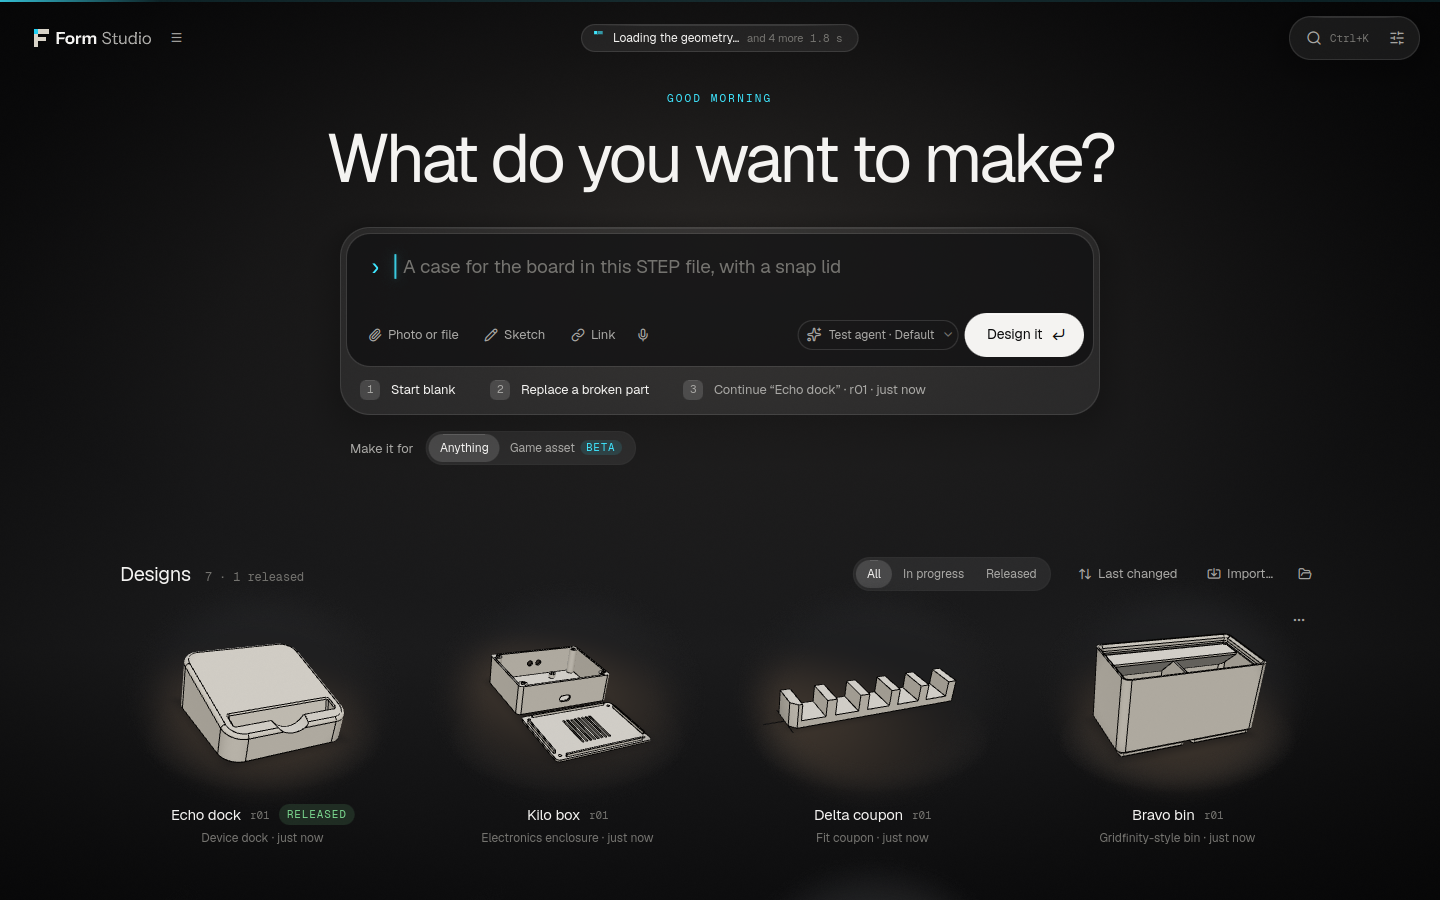 Form Studio
Loading the geometry… and 4 more 1.8 s
Ctrl+K
GOOD MORNING
What do you want to make?
A case for the board in this STEP file, with a snap lid
Photo or file
Sketch
Link
Test agent · Default
Design it
1 Start blank
2 Replace a broken part
3 Continue “Echo dock” · r01 · just now
Make it for
Anything
Game asset BETA
Designs 7 · 1 released
All
In progress
Released
Last changed
Import…
Echo dock r01 RELEASED
Device dock · just now
Kilo box r01
Electronics enclosure · just now
Delta coupon r01
Fit coupon · just now
Bravo bin r01
Gridfinity-style bin · just now